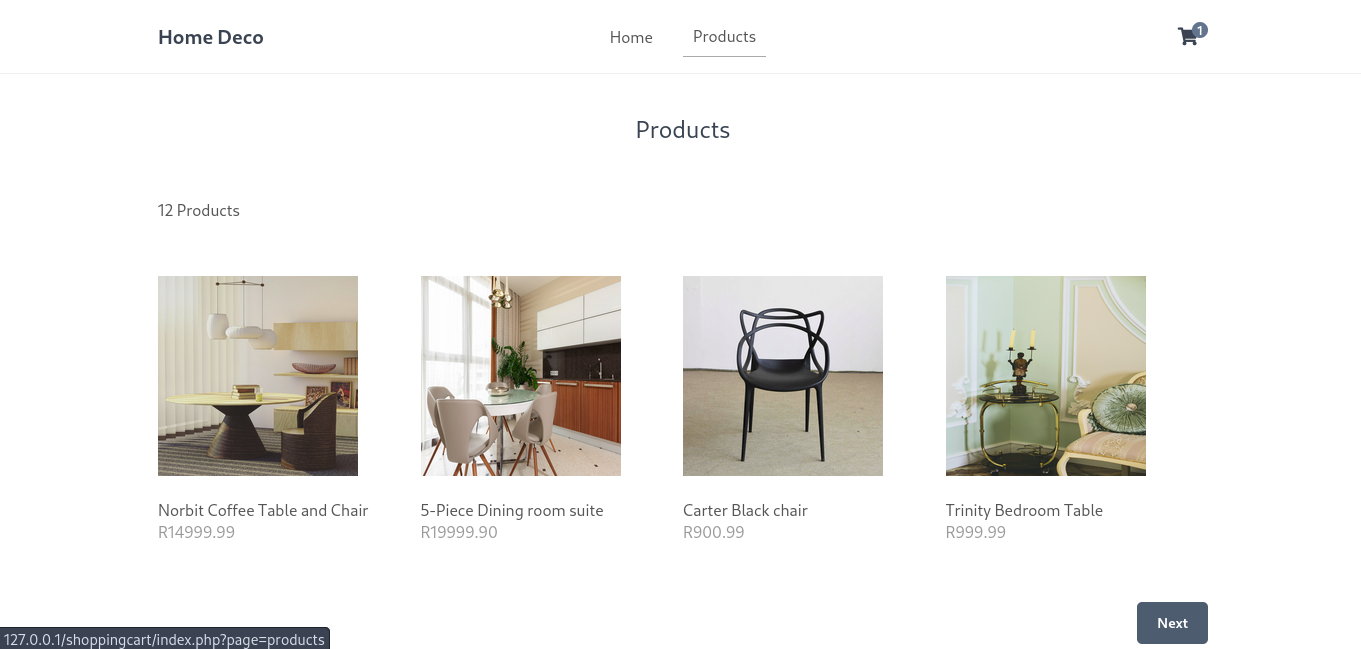 Home Deco
Home
Products
1
Products
12 Products
Norbit Coffee Table and Chair
R14999.99
5-Piece Dining room suite
R19999.90
Carter Black chair
R900.99
Trinity Bedroom Table
R999.99
Next
127.0.0.1/shoppingcart/index.php?page=products